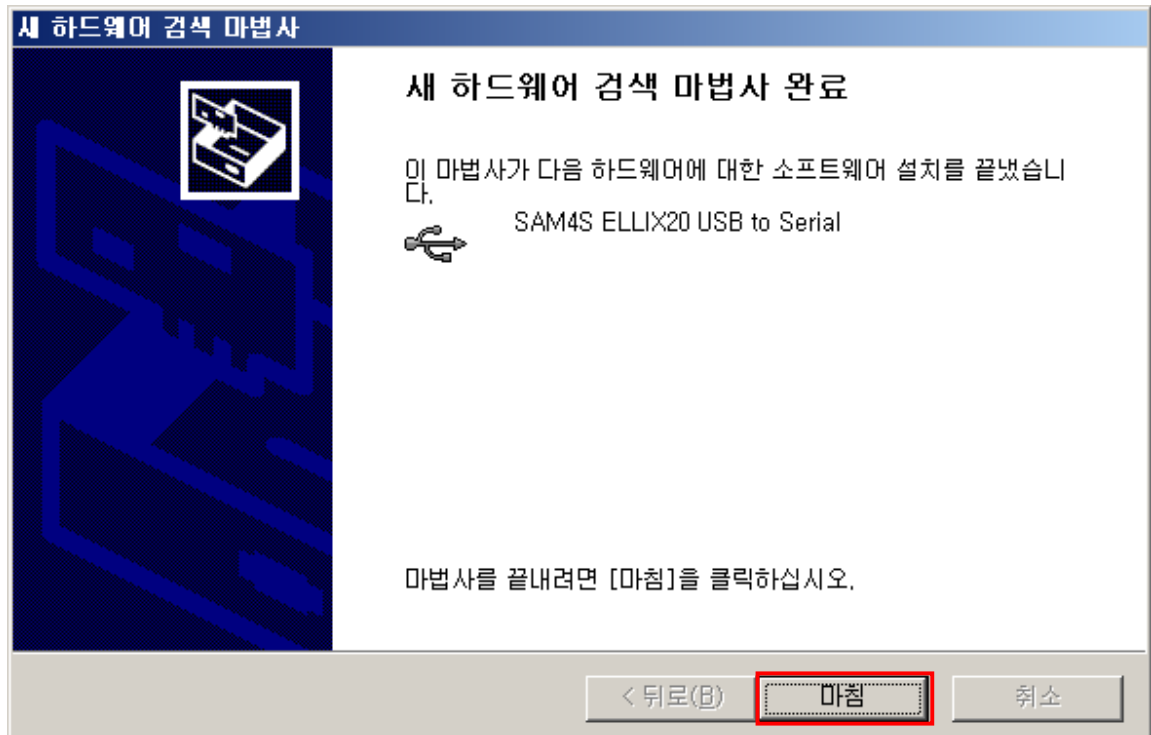 새 하드웨어 검색 마법사
새 하드웨어 검색 마법사 완료
이 마법사가 다음 하드웨어에 대한 소프트웨어 설치를 끝냈습니
다.
SAM4S ELLIX20 USB to Serial
마법사를 끝내려면 [마침]을 클릭하십시오.
< 뒤로(B) 마침 취소